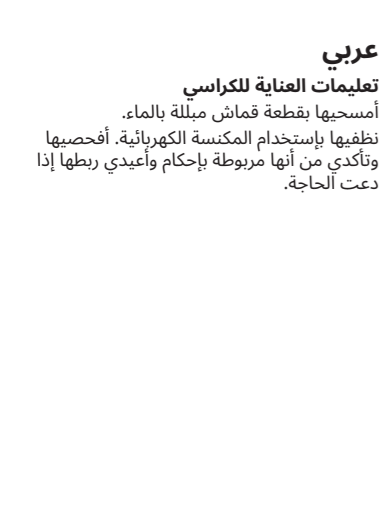 عربي
تعليمات العناية للكراسي
أمسحيها بقطعة قماش مبللة بالماء.
نظفيها بإستخدام المكنسة الكهربائية. أفحصيها
وتأكدي من أنها مربوطة بإحكام وأعيدي ربطها إذا
دعت الحاجة.